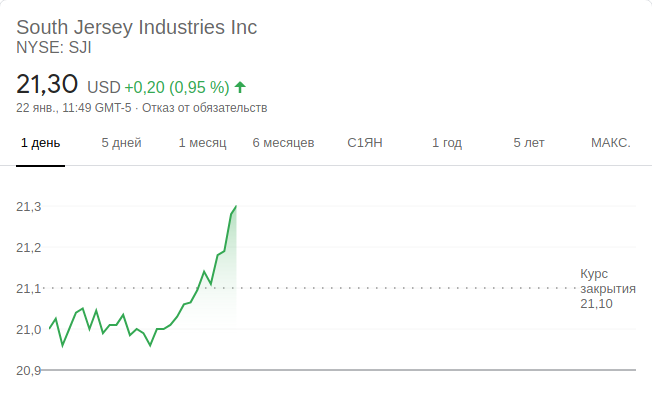 South Jersey Industries Inc
NYSE: SJI
21,30 USD +0,20 (0,95 %)
22 янв., 11:49 GMT-5 · Отказ от обязательств
1 день 5 дней 1 месяц 6 месяцев С1ЯН 1 год 5 лет МАКС.
21,3
21,2
21,1
21,0
20,9
Курс
закрытия
21,10